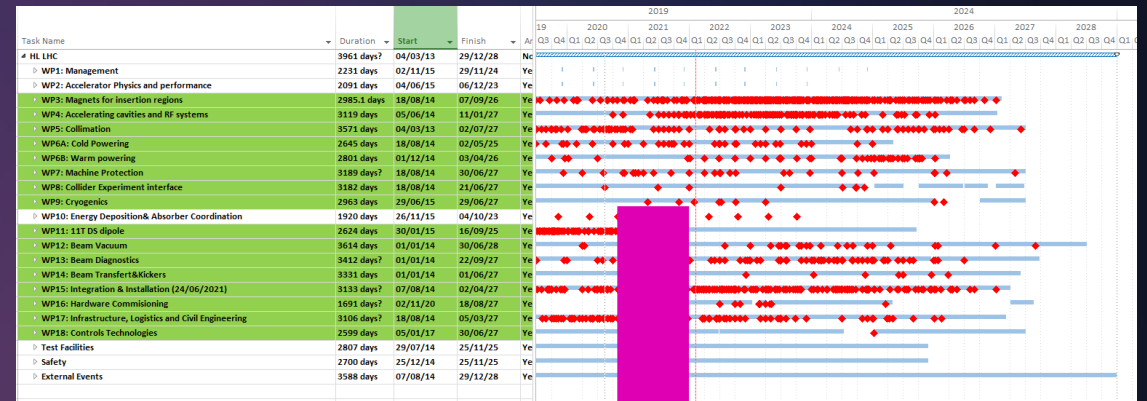 2019 2024
19 2020 2021 2022 2023 2024 2025 2026 2027 2028
Task Name Duration Start Finish Q3 Q4 Q1 Q2 Q3 Q4 Q1 Q2 Q3 Q4 Q1 Q2 Q3 Q4 Q1 Q2 Q3 Q4 Q1 Q2 Q3 Q4 Q1 Q2 Q3 Q4 Q1 Q2 Q3 Q4 Q1 Q2 Q3 Q4 Q1 Q2 Q3 Q4 Q1
HL LHC 3961 days? 04/03/13 29/12/28
WP1: Management 2231 days 02/11/15 29/11/24 Ye
WP2: Accelerator Physics and performance 2091 days 04/06/15 06/12/23 Ye
WP3: Magnets for insertion regions 2985.1 days 18/08/14 07/09/26 Ye
WP4: Accelerating cavities and RF systems 3119 days 05/06/14 11/01/27 Ye
WP5: Collimation 3571 days 04/03/13 02/07/27 Ye
WP6A: Cold Powering 2645 days 18/08/14 02/05/25 Ye
WP6B: Warm powering 2801 days 01/12/14 03/04/26 Ye
WP7: Machine Protection 3189 days? 18/08/14 30/06/27 Ye
WP8: Collider Experiment interface 3182 days 18/08/14 21/06/27 Ye
WP9: Cryogenics 2963 days 29/06/15 29/06/27 Ye
WP10: Energy Deposition& Absorber Coordination 1920 days 26/11/15 04/10/23 Ye
WP11: 11T DS dipole 2624 days 30/01/15 16/09/25 Ye
WP12: Beam Vacuum 3614 days 01/01/14 30/06/28 Ye
WP13: Beam Diagnostics 3412 days? 01/01/14 22/09/27 Ye
WP14: Beam Transfert&Kickers 3331 days 01/01/14 01/06/27 Ye
WP15: Integration & Installation (24/06/2021) 3133 days? 07/08/14 02/04/27 Ye
WP16: Hardware Commisioning 1691 days? 02/11/20 18/08/27 Ye
WP17: Infrastructure, Logistics and Civil Engineering 3106 days? 18/08/14 05/03/27 Ye
WP18: Controls Technologies 2599 days 05/01/17 30/06/27 Ye
Test Facilities 2807 days 29/07/14 25/11/25 Ye
Safety 2700 days 25/12/14 25/11/25 Ye
External Events 3588 days 07/08/14 29/12/28 Ye